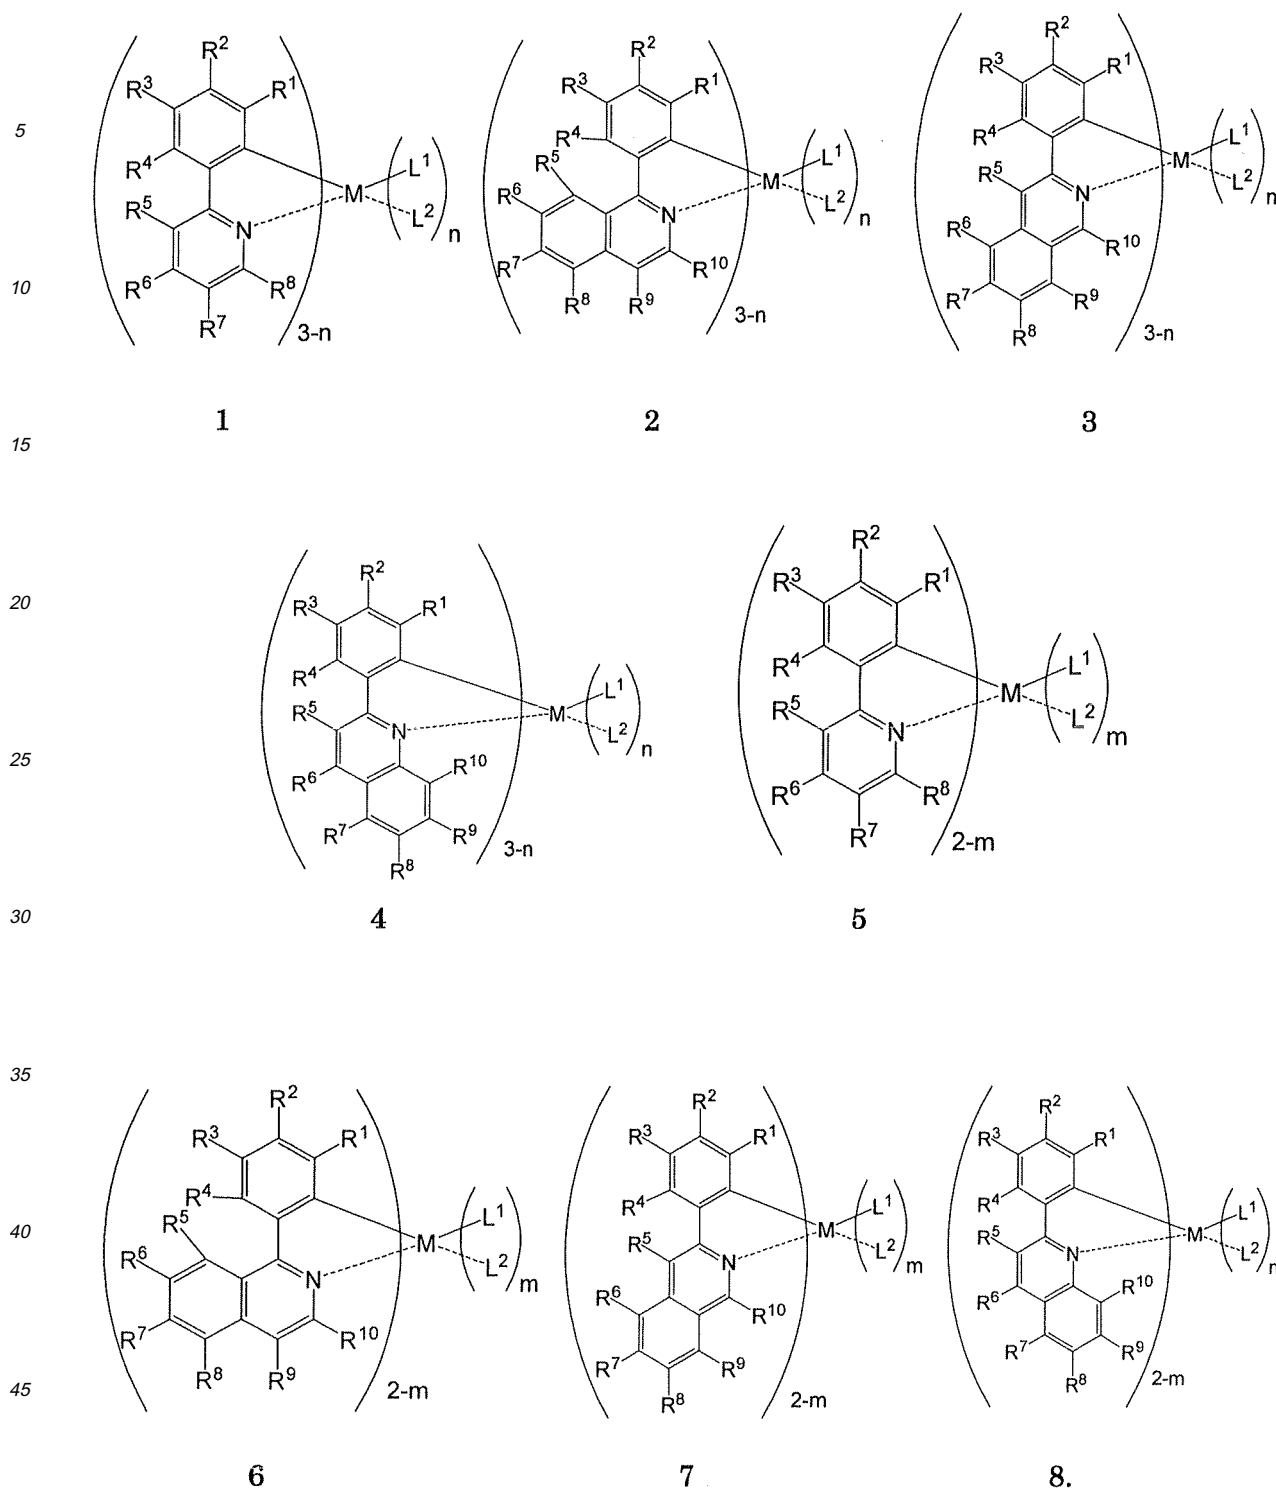 5
10
15
20
25
30
35
40
45
R²
R³
R¹
R⁴
R⁵
N
R⁶
R⁸
R⁷
3-n
M
L¹
L²
n
1
R²
R³
R¹
R⁴
R⁵
R⁶
N
R⁷
R¹⁰
R⁸
R⁹
3-n
M
L¹
L²
n
2
R²
R³
R¹
R⁴
R⁵
N
R⁶
R¹⁰
R⁷
R⁹
R⁸
3-n
M
L¹
L²
n
3
R²
R³
R¹
R⁴
R⁵
N
R⁶
R¹⁰
R⁷
R⁹
R⁸
3-n
M
L¹
L²
n
4
R²
R³
R¹
R⁴
R⁵
N
R⁶
R⁸
R⁷
2-m
M
L¹
L²
m
5
R²
R³
R¹
R⁴
R⁵
R⁶
N
R⁷
R¹⁰
R⁸
R⁹
2-m
M
L¹
L²
m
6
R²
R³
R¹
R⁴
R⁵
N
R⁶
R¹⁰
R⁷
R⁹
R⁸
2-m
M
L¹
L²
m
7
R²
R³
R¹
R⁴
R⁵
N
R⁶
R¹⁰
R⁷
R⁹
R⁸
2-m
M
L¹
L²
8.